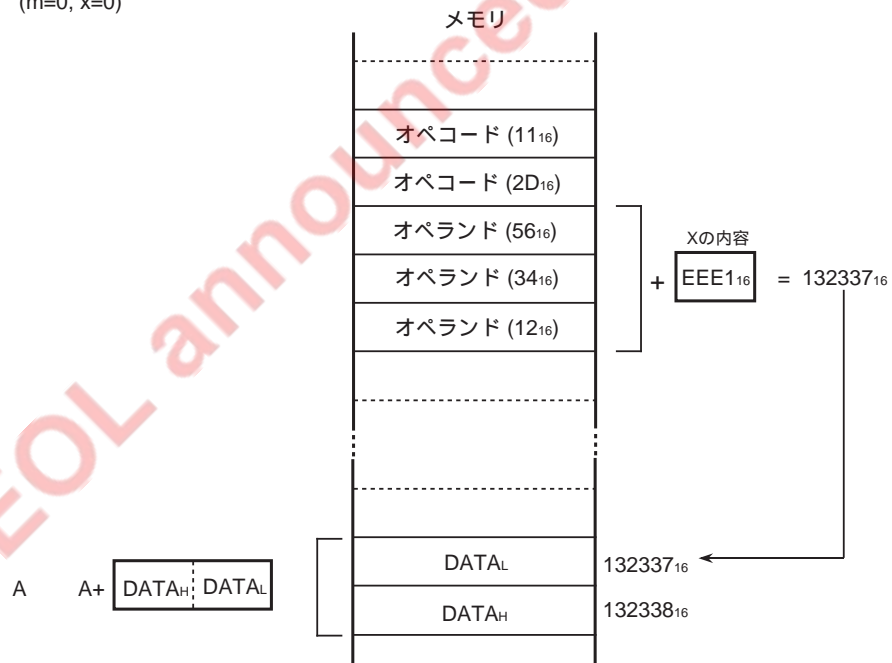 (m=0, x=0)
メモリ
オペコード (11₁₆)
オペコード (2D₁₆)
オペランド (56₁₆)
オペランド (34₁₆)
オペランド (12₁₆)
Xの内容
+ EEE1₁₆ = 132337₁₆
DATAL 132337₁₆
A A+ DATAH DATAL
DATAH 132338₁₆
EOL announced